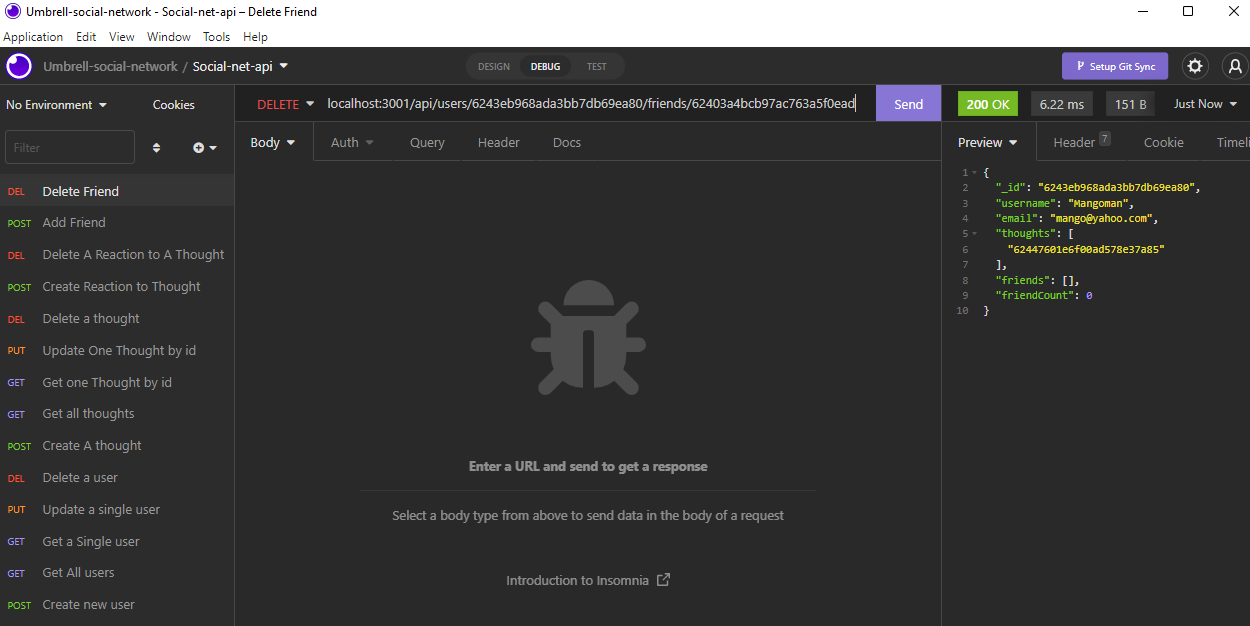 Umbrell-social-network - Social-net-api – Delete Friend
Application Edit View Window Tools Help
Umbrell-social-network / Social-net-api
DESIGN DEBUG TEST
Setup Git Sync
No Environment Cookies
DELETE localhost:3001/api/users/6243eb968ada3bb7db69ea80/friends/62403a4bcb97ac763a5f0ead Send
200 OK 6.22 ms 151 B Just Now
Filter
Body Auth Query Header Docs
Preview Header 7 Cookie Timeli
DEL Delete Friend
POST Add Friend
DEL Delete A Reaction to A Thought
POST Create Reaction to Thought
DEL Delete a thought
PUT Update One Thought by id
GET Get one Thought by id
GET Get all thoughts
POST Create A thought
DEL Delete a user
PUT Update a single user
GET Get a Single user
GET Get All users
POST Create new user
Enter a URL and send to get a response
Select a body type from above to send data in the body of a request
Introduction to Insomnia
1 {
2 "_id": "6243eb968ada3bb7db69ea80",
3 "username": "Mangoman",
4 "email": "mango@yahoo.com",
5 "thoughts": [
6 "62447601e6f00ad578e37a85"
7 ],
8 "friends": [],
9 "friendCount": 0
10 }